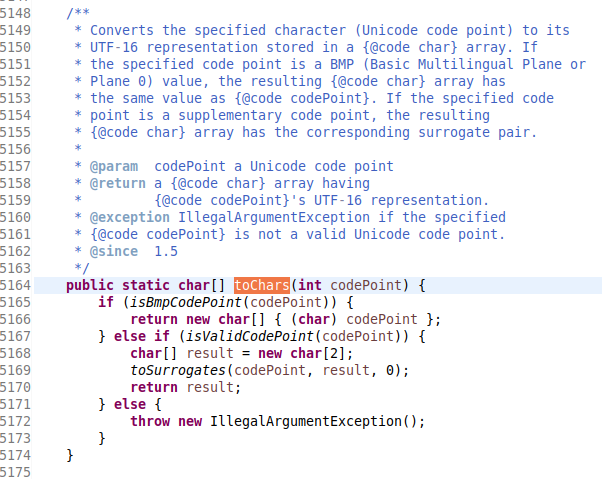 5148 /**
5149 * Converts the specified character (Unicode code point) to its
5150 * UTF-16 representation stored in a {@code char} array. If
5151 * the specified code point is a BMP (Basic Multilingual Plane or
5152 * Plane 0) value, the resulting {@code char} array has
5153 * the same value as {@code codePoint}. If the specified code
5154 * point is a supplementary code point, the resulting
5155 * {@code char} array has the corresponding surrogate pair.
5156 *
5157 * @param  codePoint a Unicode code point
5158 * @return a {@code char} array having
5159 *         {@code codePoint}'s UTF-16 representation.
5160 * @exception IllegalArgumentException if the specified
5161 * {@code codePoint} is not a valid Unicode code point.
5162 * @since  1.5
5163 */
5164 public static char[] toChars(int codePoint) {
5165     if (isBmpCodePoint(codePoint)) {
5166         return new char[] { (char) codePoint };
5167     } else if (isValidCodePoint(codePoint)) {
5168         char[] result = new char[2];
5169         toSurrogates(codePoint, result, 0);
5170         return result;
5171     } else {
5172         throw new IllegalArgumentException();
5173     }
5174 }
5175